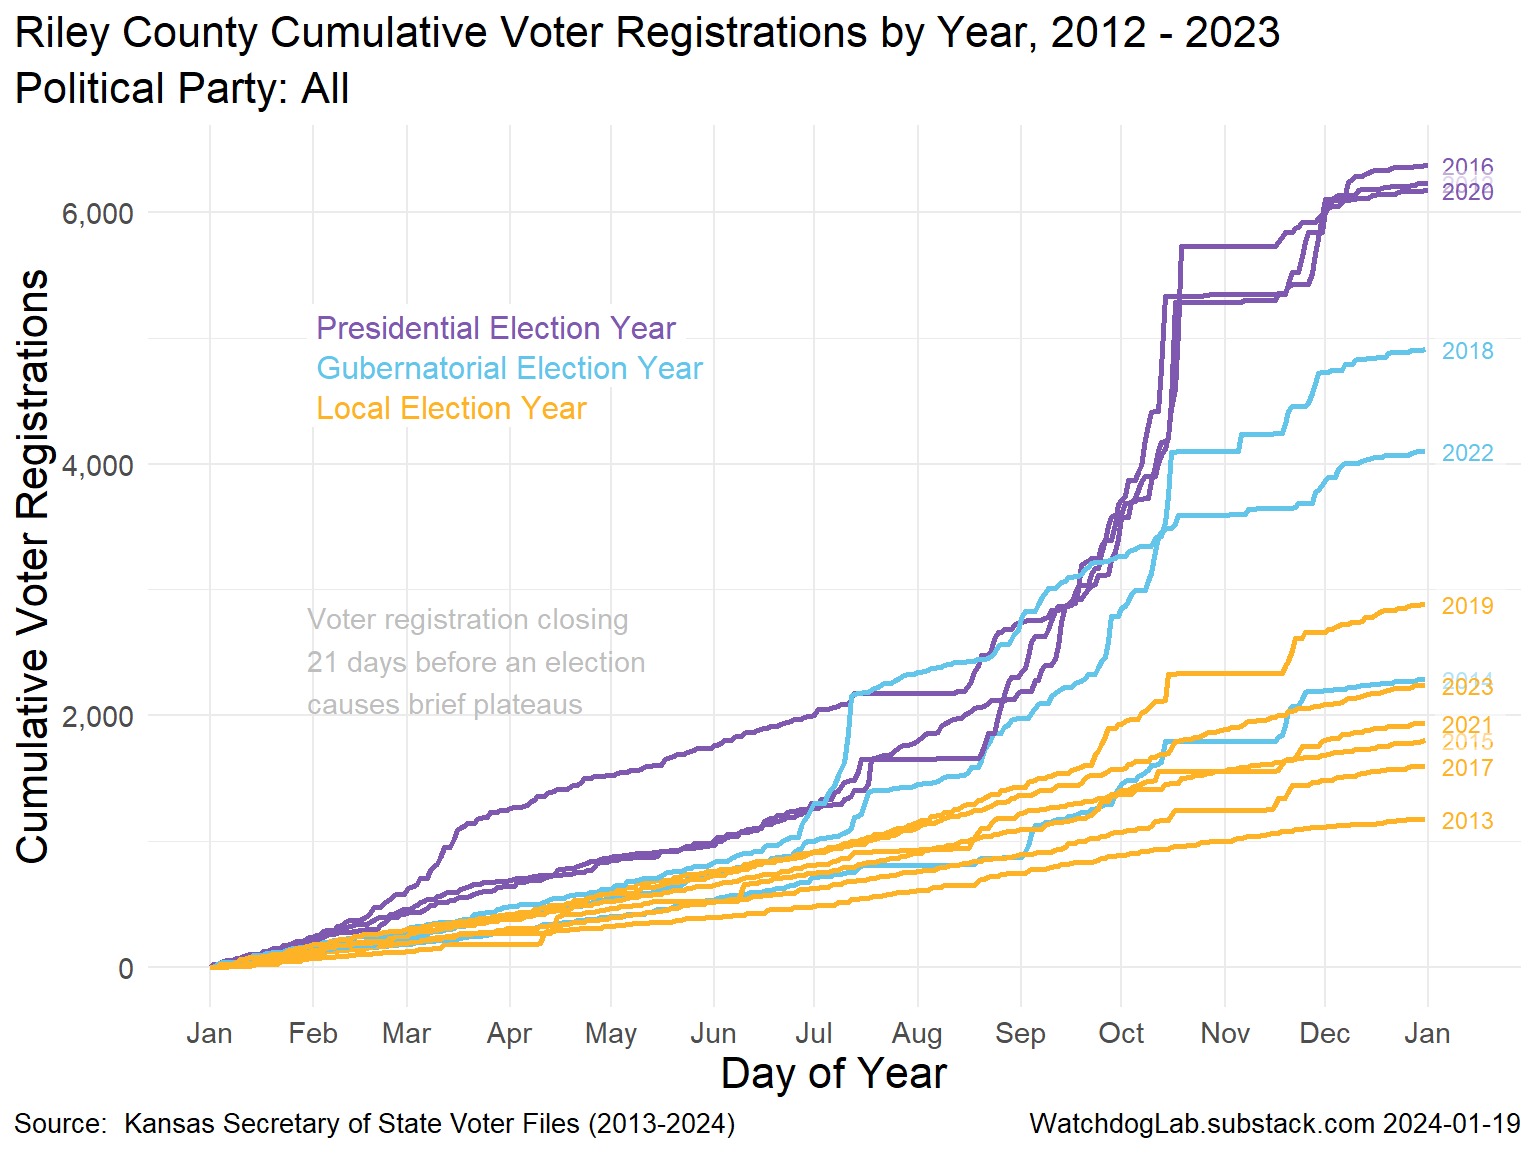 Riley County Cumulative Voter Registrations by Year, 2012 - 2023
Political Party: All
Cumulative Voter Registrations
6,000
4,000
2,000
0
Presidential Election Year
Gubernatorial Election Year
Local Election Year
Voter registration closing
21 days before an election
causes brief plateaus
2016
2020
2018
2022
2019
2023
2021
2015
2017
2013
Jan Feb Mar Apr May Jun Jul Aug Sep Oct Nov Dec Jan
Day of Year
Source:  Kansas Secretary of State Voter Files (2013-2024)
WatchdogLab.substack.com 2024-01-19